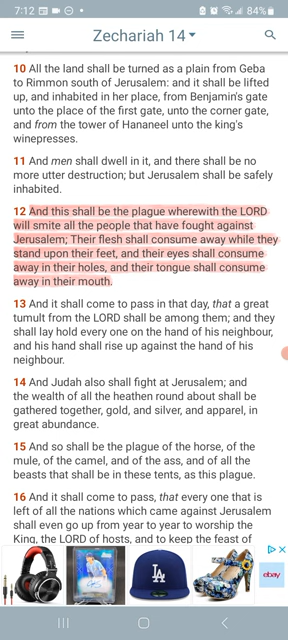 7:12 84%
Zechariah 14
10 All the land shall be turned as a plain from Geba
to Rimmon south of Jerusalem: and it shall be lifted
up, and inhabited in her place, from Benjamin's gate
unto the place of the first gate, unto the corner gate,
and from the tower of Hananeel unto the king's
winepresses.
11 And men shall dwell in it, and there shall be no
more utter destruction; but Jerusalem shall be safely
inhabited.
12 And this shall be the plague wherewith the LORD
will smite all the people that have fought against
Jerusalem; Their flesh shall consume away while they
stand upon their feet, and their eyes shall consume
away in their holes, and their tongue shall consume
away in their mouth.
13 And it shall come to pass in that day, that a great
tumult from the LORD shall be among them; and they
shall lay hold every one on the hand of his neighbour,
and his hand shall rise up against the hand of his
neighbour.
14 And Judah also shall fight at Jerusalem; and
the wealth of all the heathen round about shall be
gathered together, gold, and silver, and apparel, in
great abundance.
15 And so shall be the plague of the horse, of the
mule, of the camel, and of the ass, and of all the
beasts that shall be in these tents, as this plague.
16 And it shall come to pass, that every one that is
left of all the nations which came against Jerusalem
shall even go up from year to year to worship the
King, the LORD of hosts, and to keep the feast of
LA
ebay